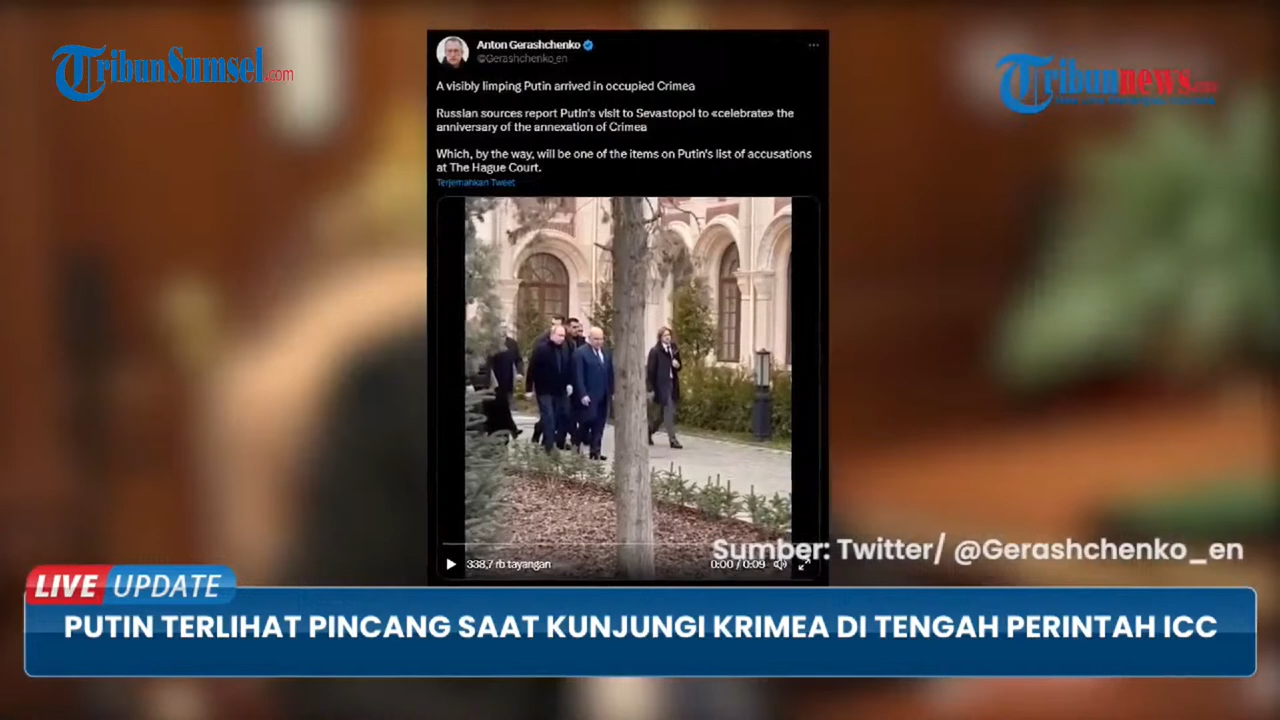 TribunSumsel.com
Tribunnews.com
Anton Gerashchenko
@Gerashchenko_en
A visibly limping Putin arrived in occupied Crimea
Russian sources report Putin's visit to Sevastopol to «celebrate» the
anniversary of the annexation of Crimea
Which, by the way, will be one of the items on Putin's list of accusations
at The Hague Court.
Terjemahkan Tweet
Sumber: Twitter/ @Gerashchenko_en
338,7 rb tayangan
0:00 / 0:09
LIVE UPDATE
PUTIN TERLIHAT PINCANG SAAT KUNJUNGI KRIMEA DI TENGAH PERINTAH ICC